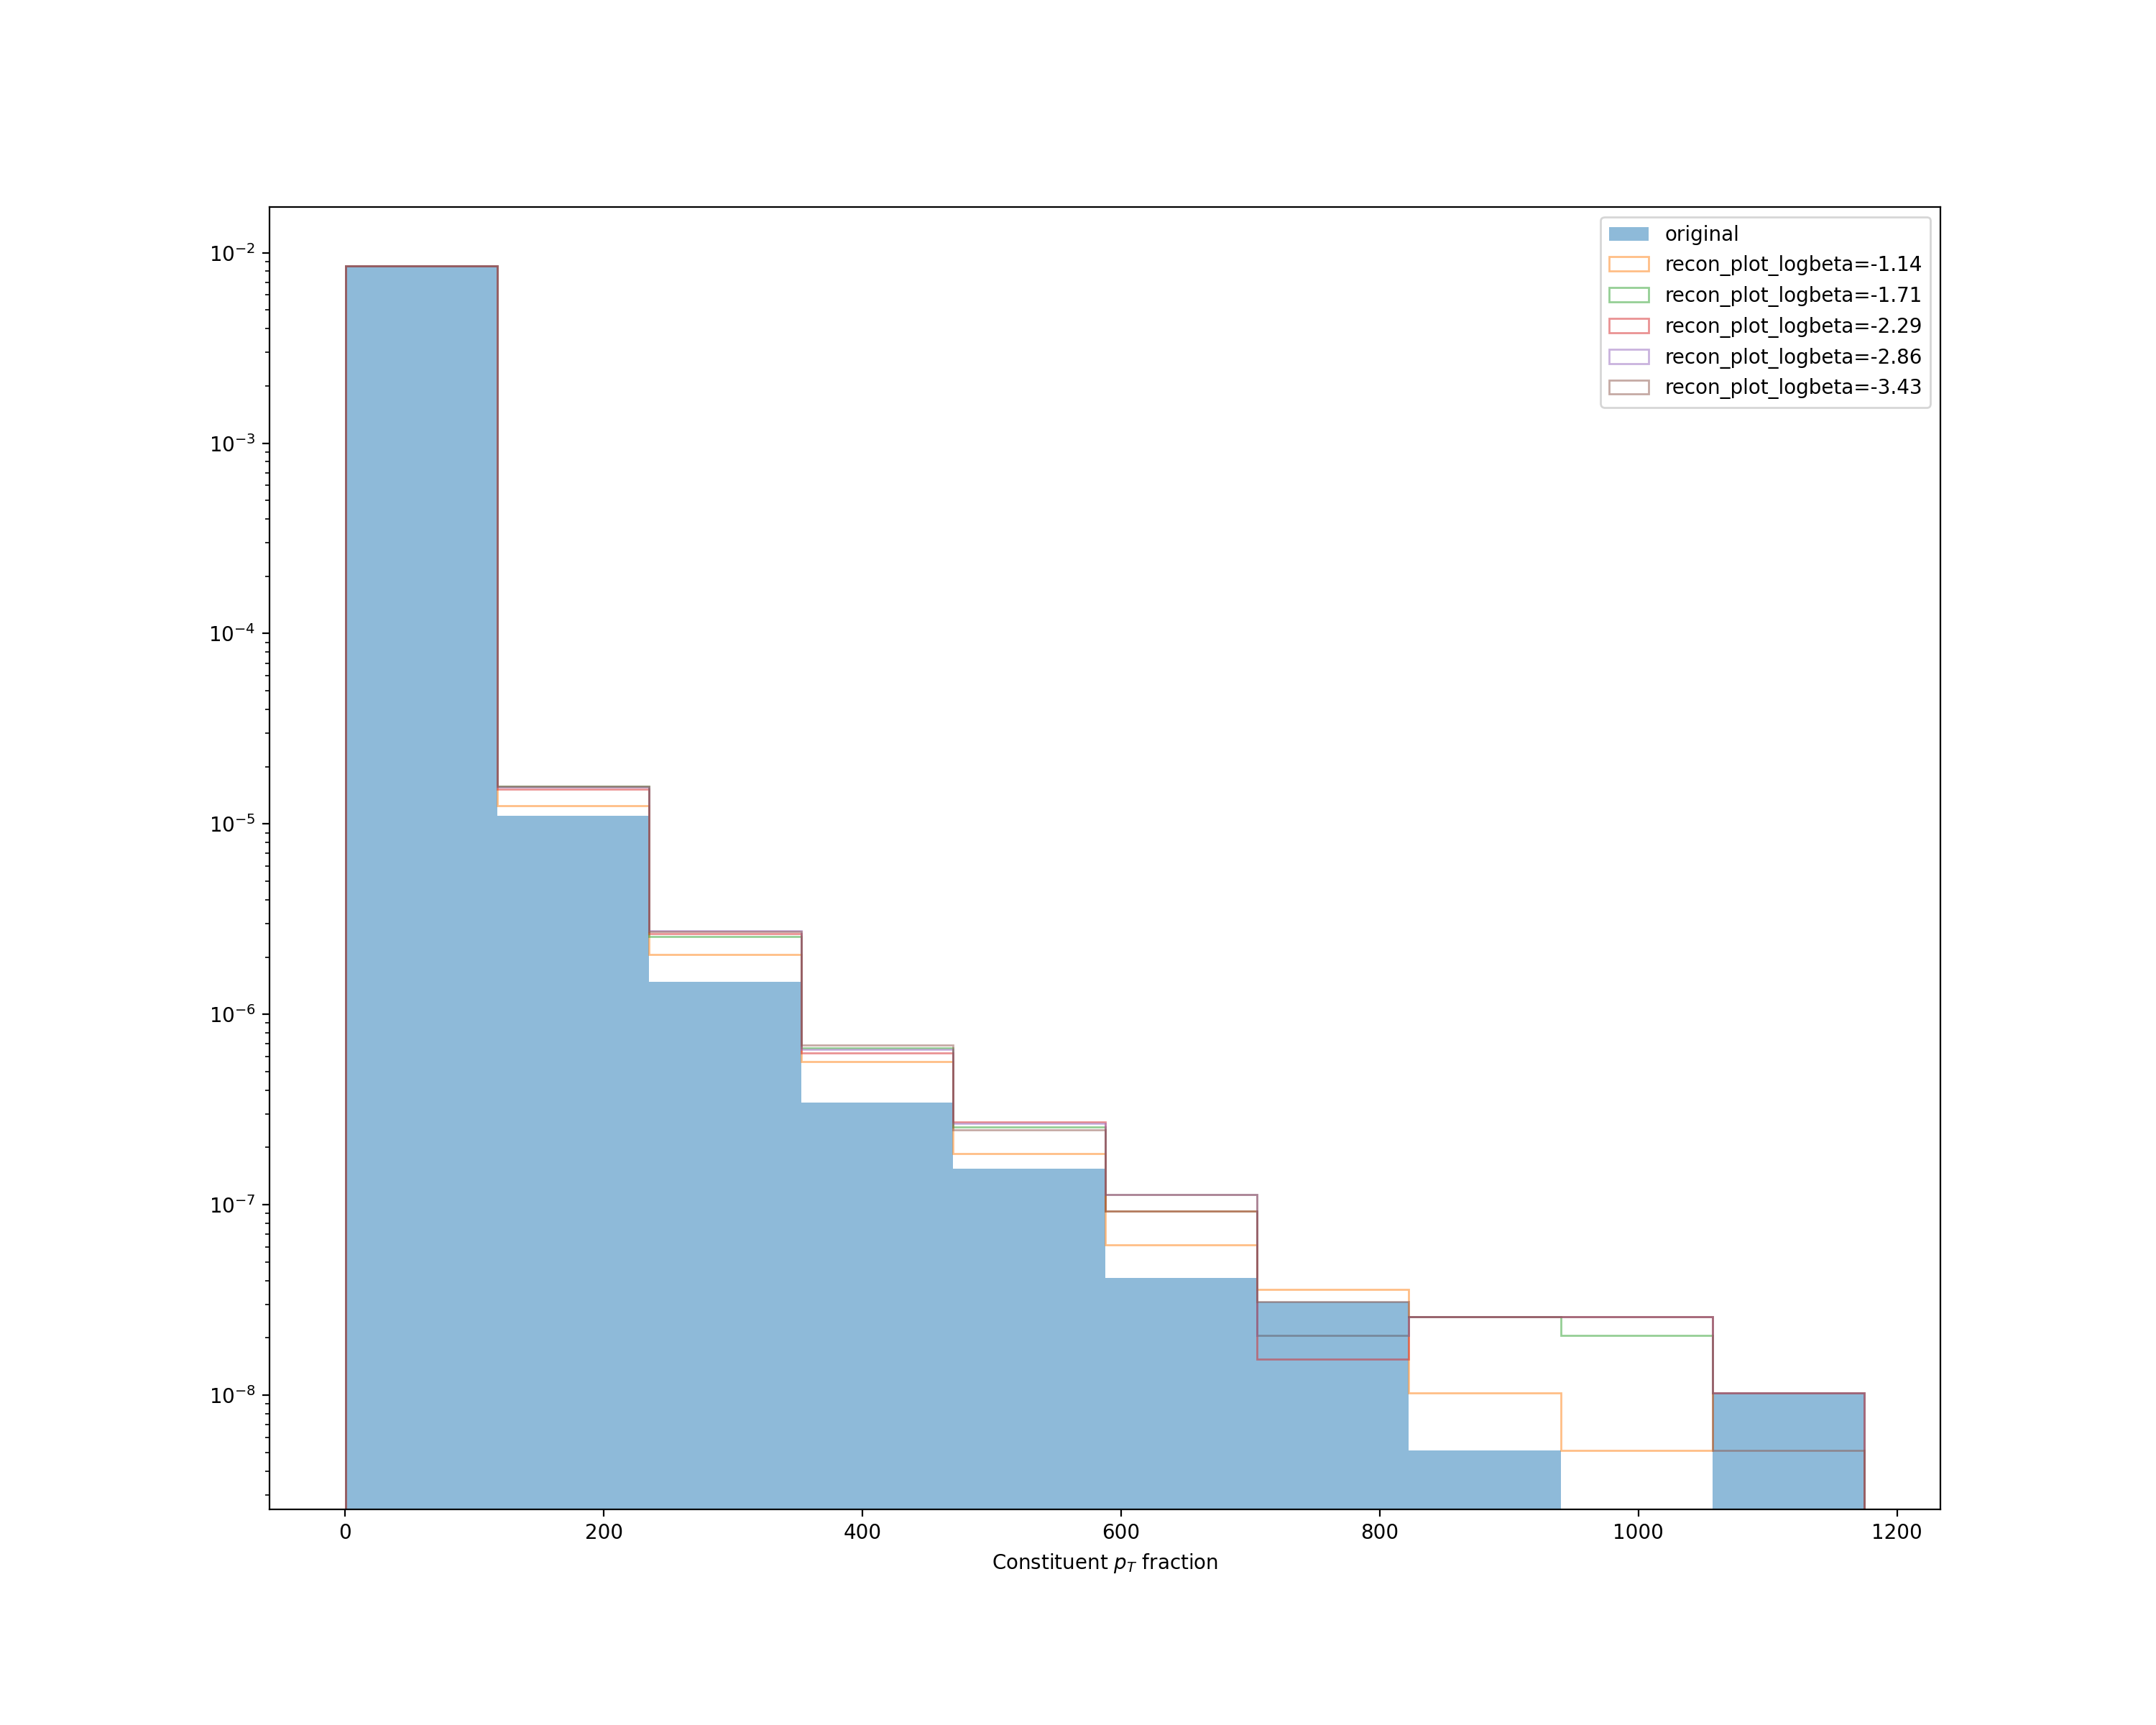 original
recon_plot_logbeta=-1.14
recon_plot_logbeta=-1.71
recon_plot_logbeta=-2.29
recon_plot_logbeta=-2.86
recon_plot_logbeta=-3.43
10⁻²
10⁻³
10⁻⁴
10⁻⁵
10⁻⁶
10⁻⁷
10⁻⁸
0 200 400 600 800 1000 1200
Constituent p_T fraction